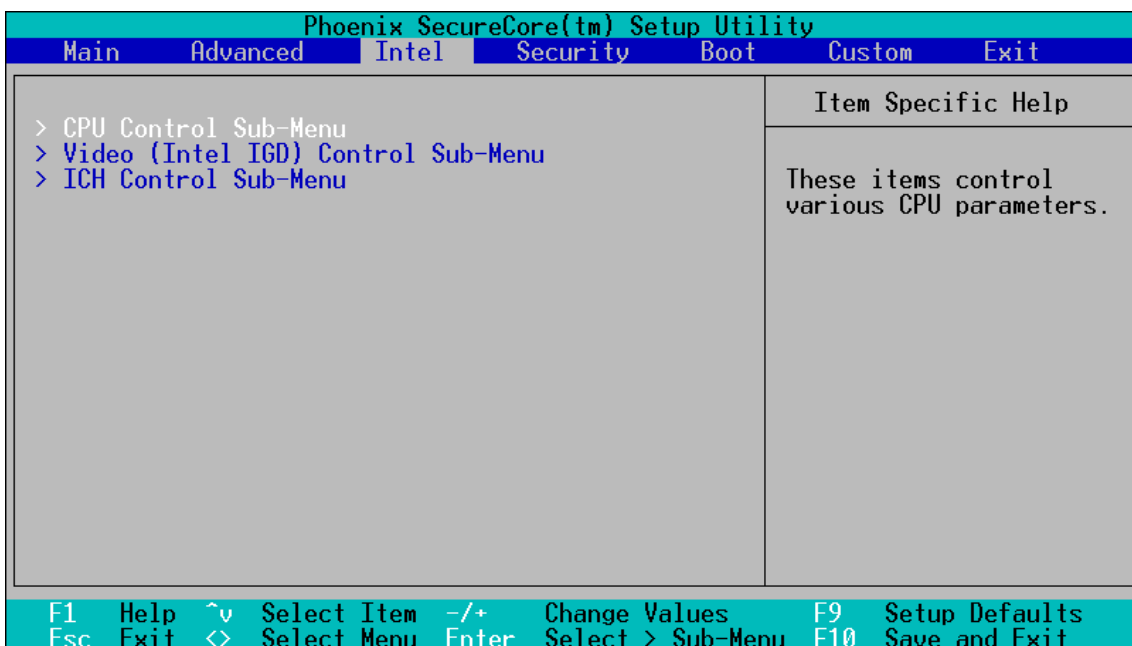 Phoenix SecureCore(tm) Setup Utility
Main Advanced Intel Security Boot Custom Exit
Item Specific Help
> CPU Control Sub-Menu
> Video (Intel IGD) Control Sub-Menu
> ICH Control Sub-Menu
These items control
various CPU parameters.
F1 Help ^v Select Item -/+ Change Values F9 Setup Defaults
Esc Exit <> Select Menu Enter Select > Sub-Menu F10 Save and Exit